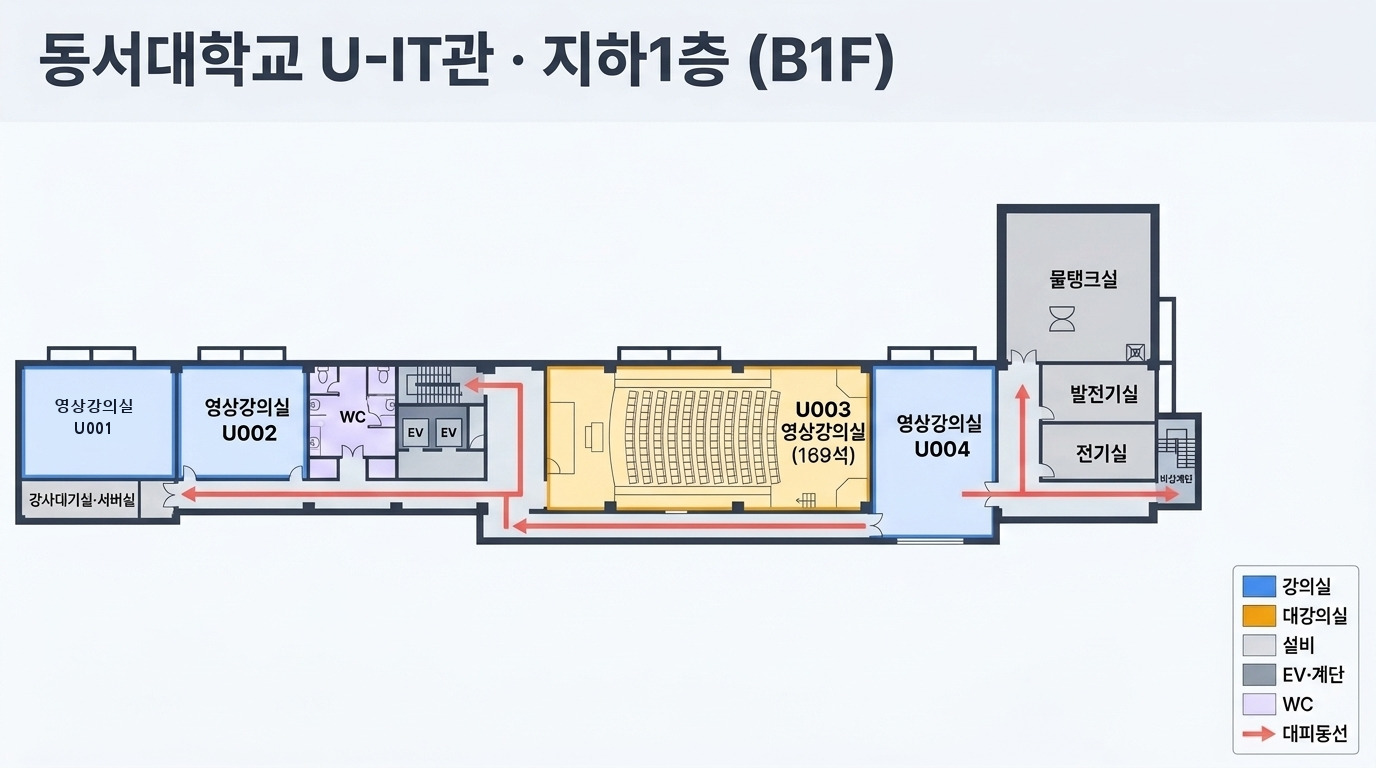 동서대학교 U-IT관 · 지하1층 (B1F)
물탱크실
발전기실
전기실
비상계단
영상강의실
U001
영상강의실
U002
WC
EV
EV
U003
영상강의실
(169석)
영상강의실
U004
강사대기실·서버실
강의실
대강의실
설비
EV·계단
WC
대피동선